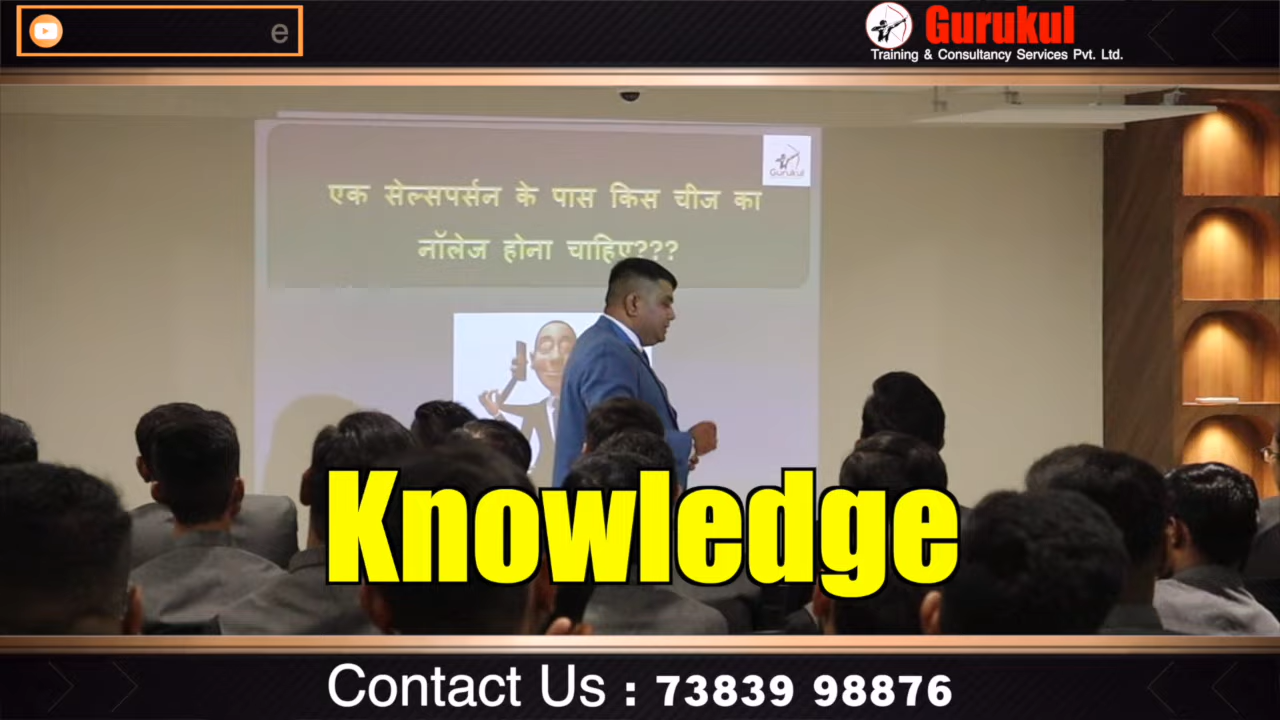 e
Gurukul
Training & Consultancy Services Pvt. Ltd.
Gurukul
एक सेल्सपर्सन के पास किस चीज का
नॉलेज होना चाहिए???
Knowledge
Contact Us : 73839 98876